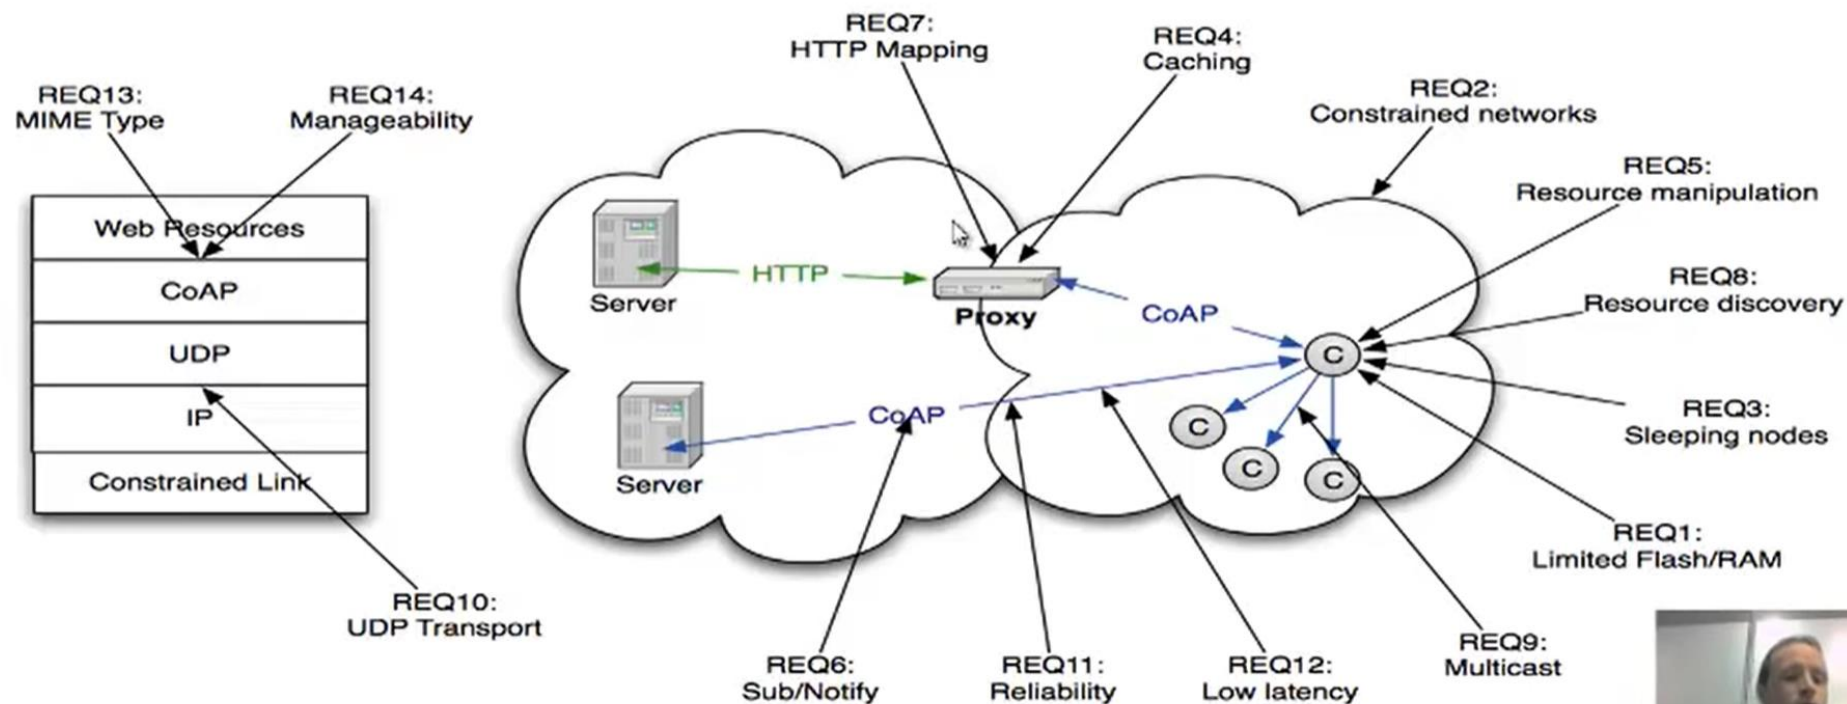 REQ7:
HTTP Mapping
REQ4:
Caching
REQ13:
MIME Type
REQ14:
Manageability
REQ2:
Constrained networks
REQ5:
Resource manipulation
Web Resources
CoAP
UDP
IP
Constrained Link
REQ10:
UDP Transport
Server
HTTP
Proxy
CoAP
Server
CoAP
C
C
C
C
REQ8:
Resource discovery
REQ3:
Sleeping nodes
REQ1:
Limited Flash/RAM
REQ6:
Sub/Notify
REQ11:
Reliability
REQ12:
Low latency
REQ9:
Multicast